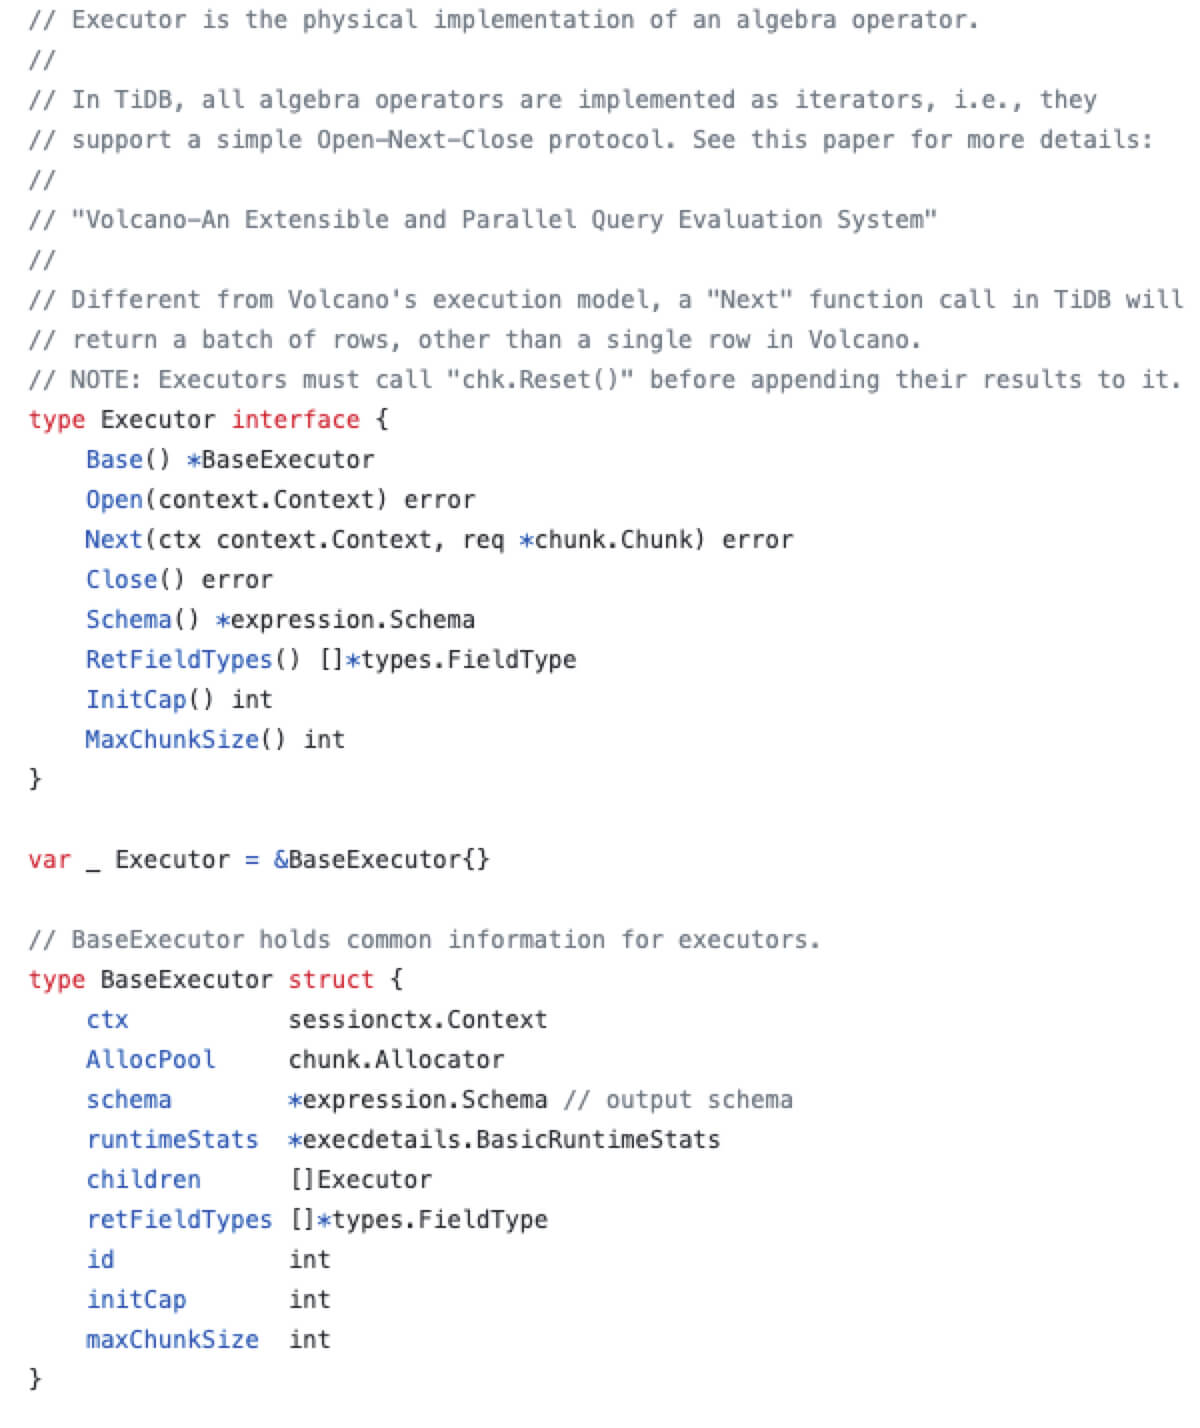 // Executor is the physical implementation of an algebra operator.
//
// In TiDB, all algebra operators are implemented as iterators, i.e., they
// support a simple Open-Next-Close protocol. See this paper for more details:
//
// "Volcano-An Extensible and Parallel Query Evaluation System"
//
// Different from Volcano's execution model, a "Next" function call in TiDB will
// return a batch of rows, other than a single row in Volcano.
// NOTE: Executors must call "chk.Reset()" before appending their results to it.
type Executor interface {
    Base() *BaseExecutor
    Open(context.Context) error
    Next(ctx context.Context, req *chunk.Chunk) error
    Close() error
    Schema() *expression.Schema
    RetFieldTypes() []*types.FieldType
    InitCap() int
    MaxChunkSize() int
}

var _ Executor = &BaseExecutor{}

// BaseExecutor holds common information for executors.
type BaseExecutor struct {
    ctx           sessionctx.Context
    AllocPool     chunk.Allocator
    schema        *expression.Schema // output schema
    runtimeStats  *execdetails.BasicRuntimeStats
    children      []Executor
    retFieldTypes []*types.FieldType
    id            int
    initCap       int
    maxChunkSize  int
}